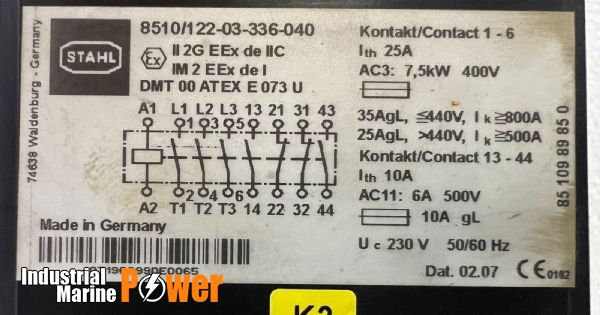 STAHL
74638 Waldenburg - Germany
8510/122-03-336-040
Ex
II 2G EEx de IIC
IM 2 EEx de I
DMT 00 ATEX E 073 U
A1 L1 L2 L3 13 21 31 43
1 3 5
2 4 6
A2 T1 T2 T3 14 22 32 44
Made in Germany
Kontakt/Contact 1 - 6
Ith 25A
AC3: 7,5kW 400V
35AgL, ≦440V, Ik≧800A
25AgL, >440V, Ik≧500A
Kontakt/Contact 13 - 44
Ith 10A
AC11: 6A 500V
10A gL
Uc 230 V 50/60 Hz
Dat. 02.07 CE 0102
85 109 89 85 0
Industrial
Marine Power